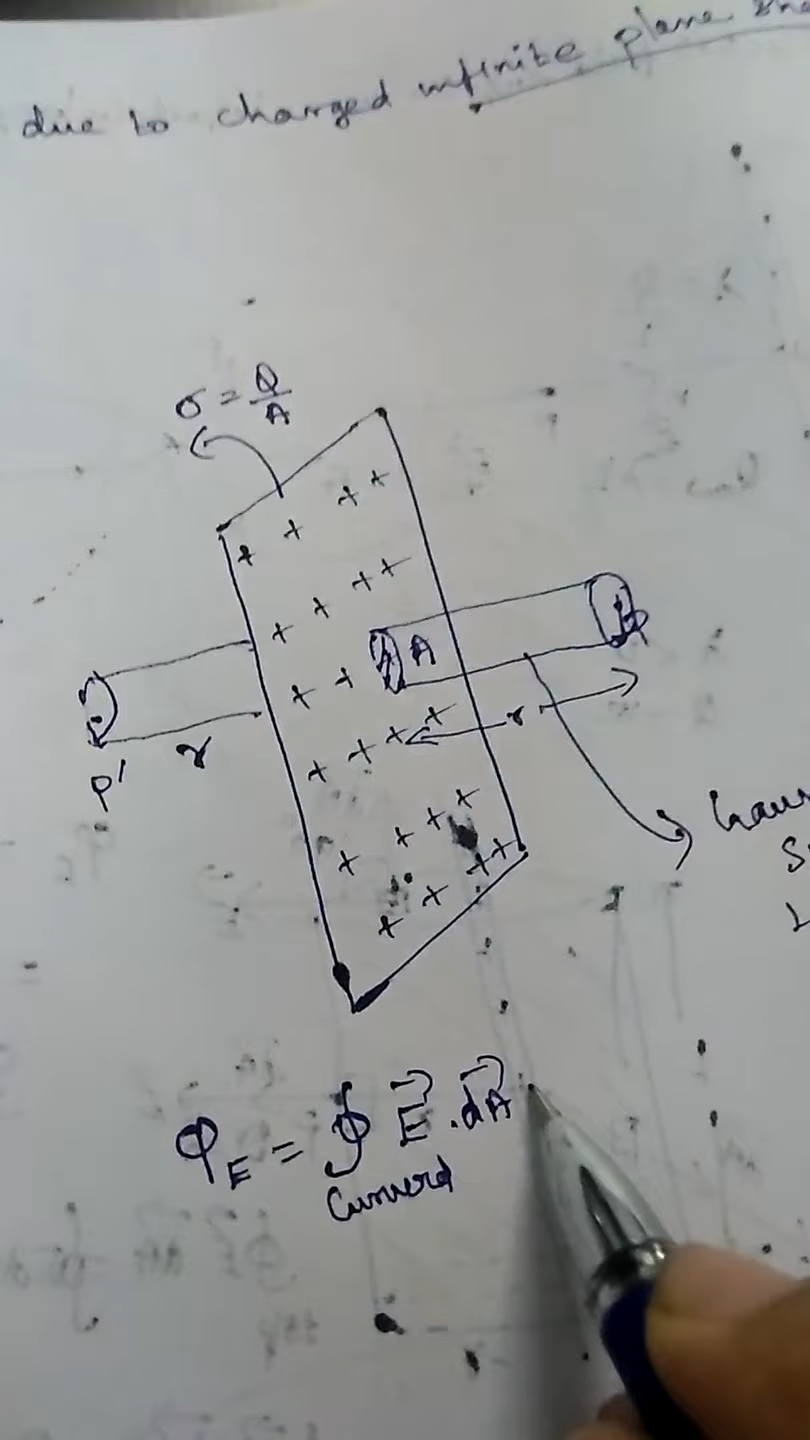 due to charged infinite plane
σ = Q/A
+ + + +
+ + + +
A
P
+ + +
r
+ + + +
r
P'
+ + + +
+ + + +
Φ_E = ∮ E⃗ . dA⃗
Curved